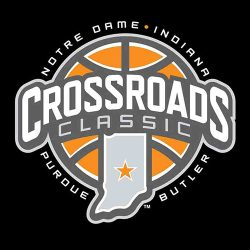 NOTRE DAME • INDIANA
CROSSROADS
CLASSIC
PURDUE
BUTLER
TM